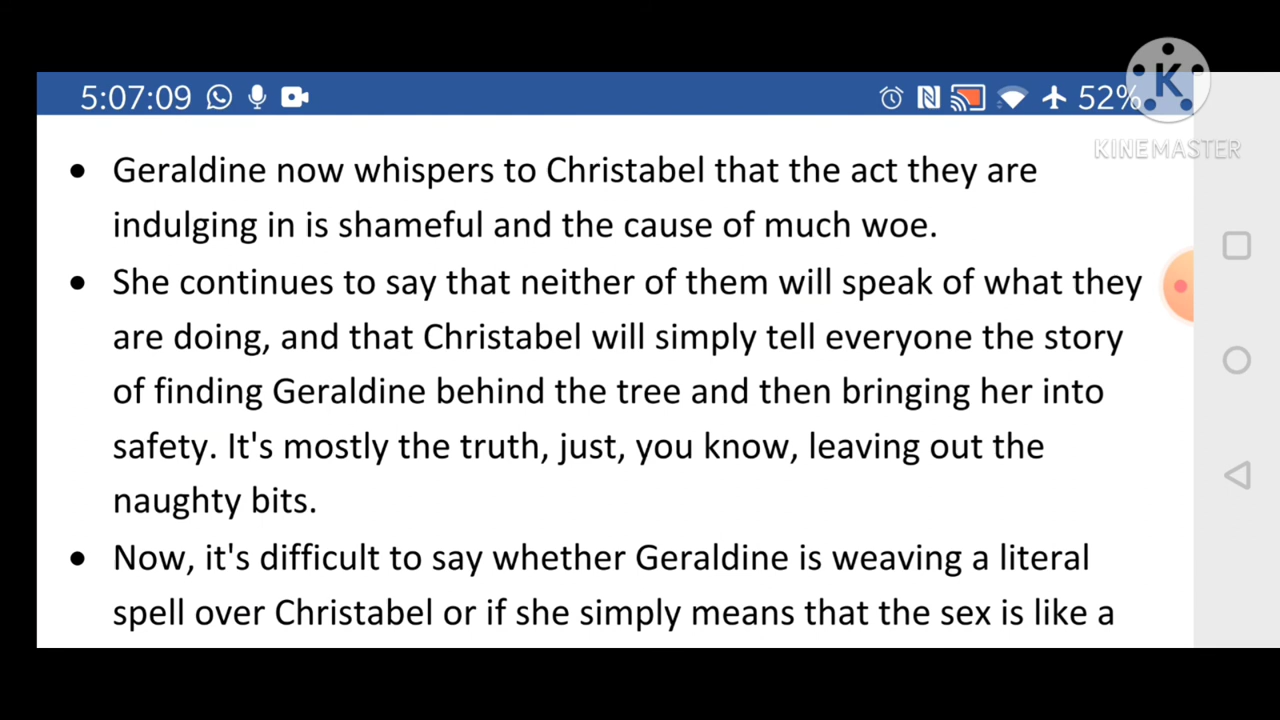 5:07:09 52%
K
KINEMASTER
• Geraldine now whispers to Christabel that the act they are
indulging in is shameful and the cause of much woe.
• She continues to say that neither of them will speak of what they
are doing, and that Christabel will simply tell everyone the story
of finding Geraldine behind the tree and then bringing her into
safety. It's mostly the truth, just, you know, leaving out the
naughty bits.
• Now, it's difficult to say whether Geraldine is weaving a literal
spell over Christabel or if she simply means that the sex is like a